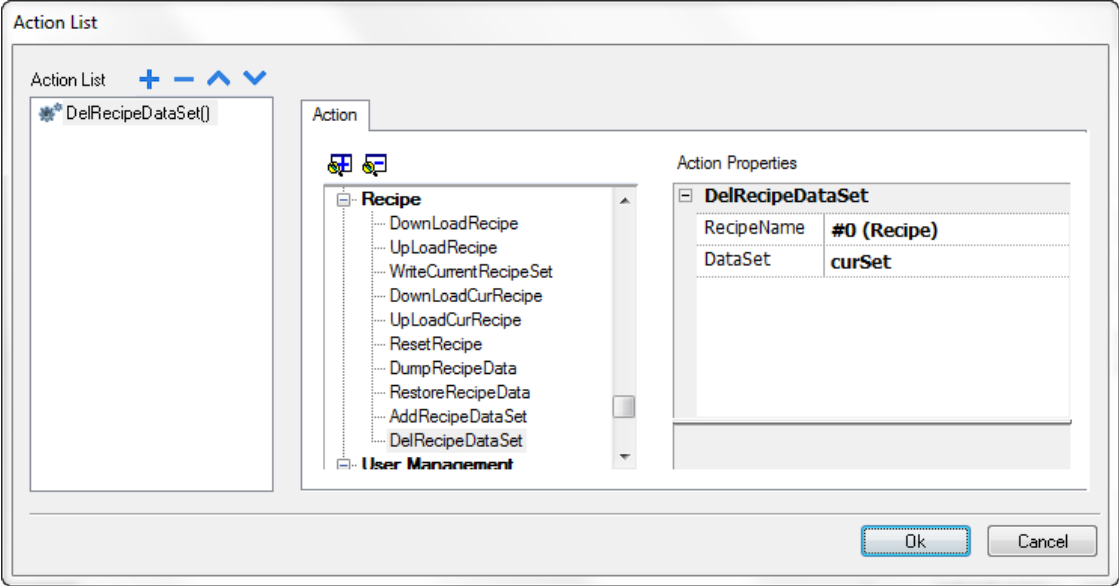 Action List
Action List
DelRecipeDataSet()
Action
Recipe
DownLoadRecipe
UpLoadRecipe
WriteCurrentRecipeSet
DownLoadCurRecipe
UpLoadCurRecipe
ResetRecipe
DumpRecipeData
RestoreRecipeData
AddRecipeDataSet
DelRecipeDataSet
User Management
Action Properties
DelRecipeDataSet
RecipeName #0 (Recipe)
DataSet curSet
Ok Cancel